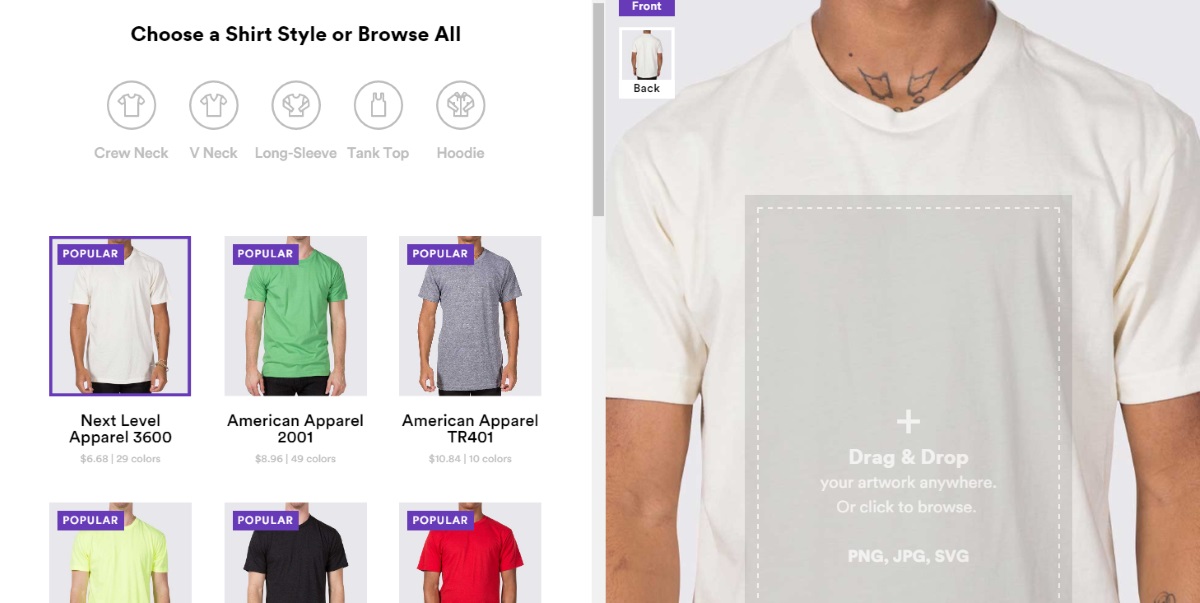 Choose a Shirt Style or Browse All
Crew Neck
V Neck
Long-Sleeve
Tank Top
Hoodie
POPULAR
POPULAR
POPULAR
Next Level
Apparel 3600
$6.68 | 29 colors
American Apparel
2001
$8.96 | 49 colors
American Apparel
TR401
$10.84 | 10 colors
POPULAR
POPULAR
POPULAR
Front
Back
Drag & Drop
your artwork anywhere.
Or click to browse.
PNG, JPG, SVG